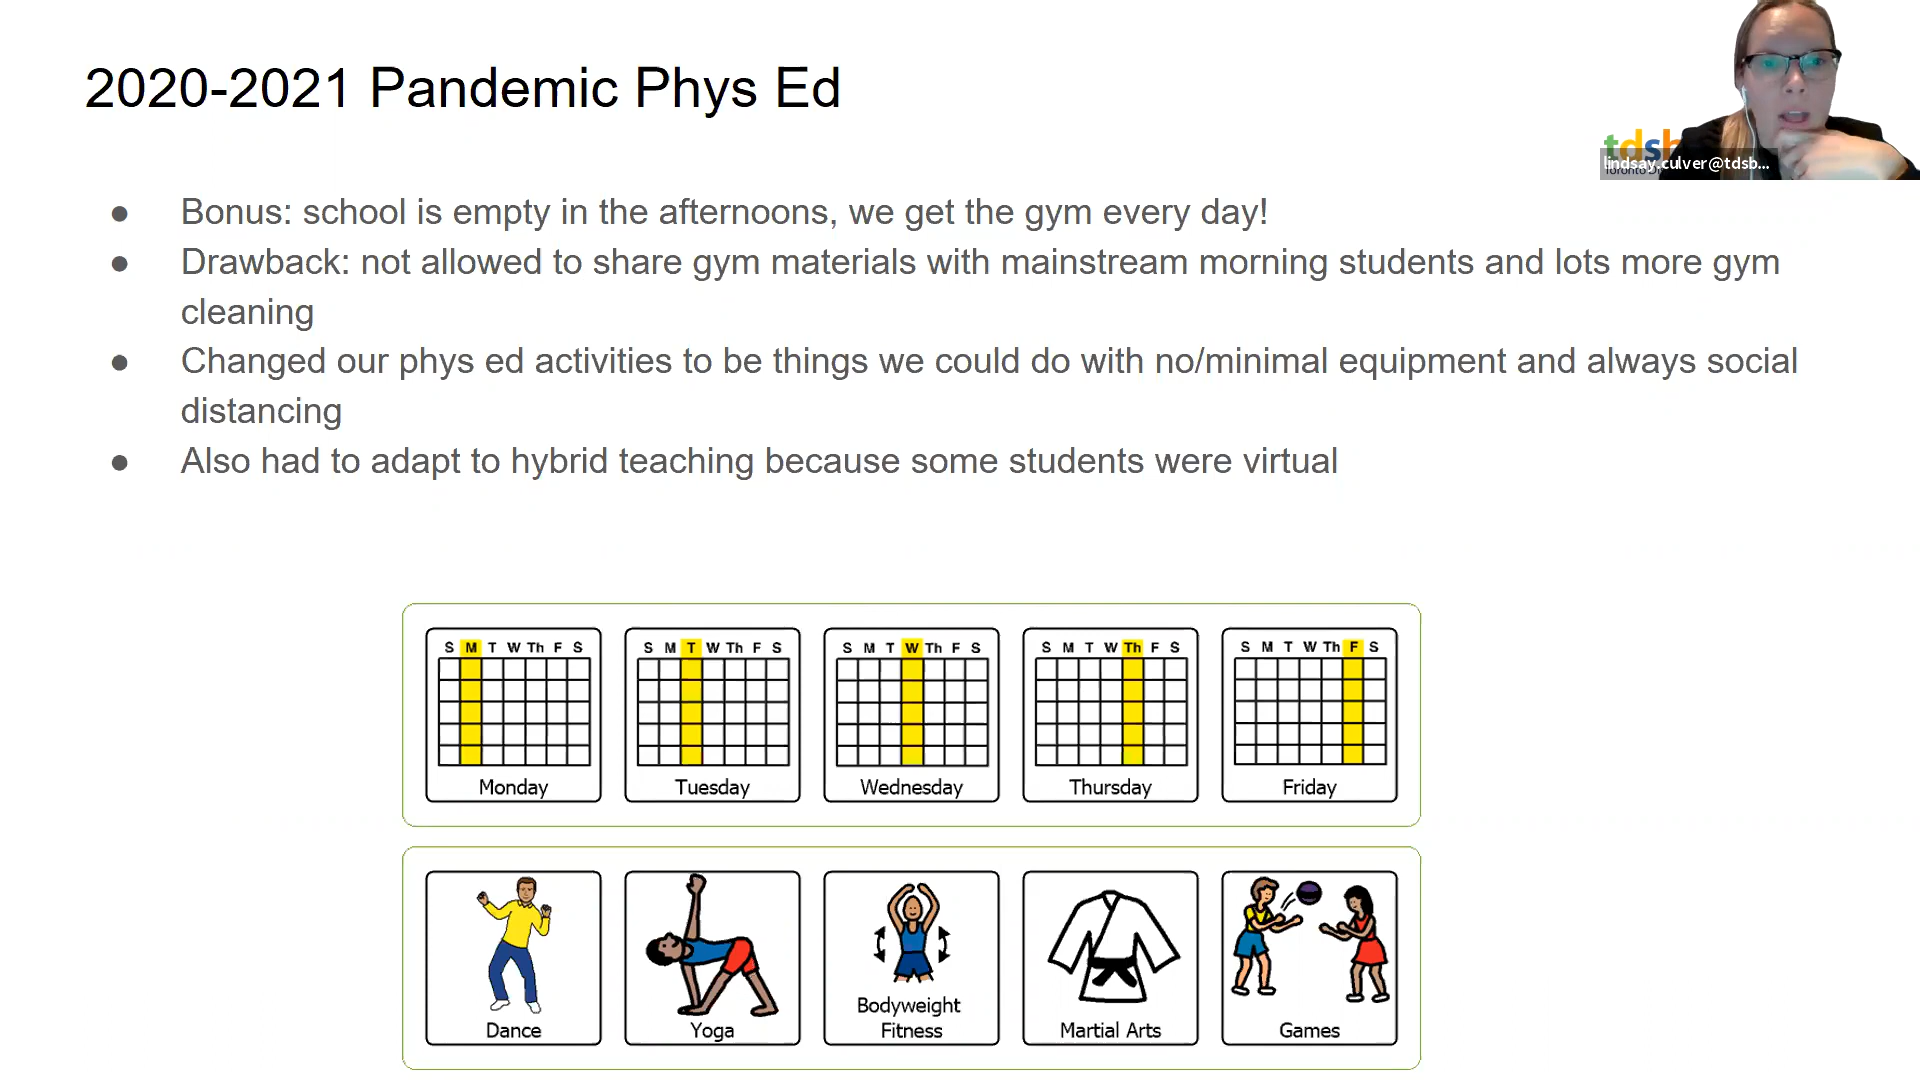 2020-2021 Pandemic Phys Ed
tdsb
lindsay.culver@tdsb...
● Bonus: school is empty in the afternoons, we get the gym every day!
● Drawback: not allowed to share gym materials with mainstream morning students and lots more gym
cleaning
● Changed our phys ed activities to be things we could do with no/minimal equipment and always social
distancing
● Also had to adapt to hybrid teaching because some students were virtual
S M T W Th F S
S M T W Th F S
S M T W Th F S
S M T W Th F S
S M T W Th F S
Monday
Tuesday
Wednesday
Thursday
Friday
Dance
Yoga
Bodyweight
Fitness
Martial Arts
Games